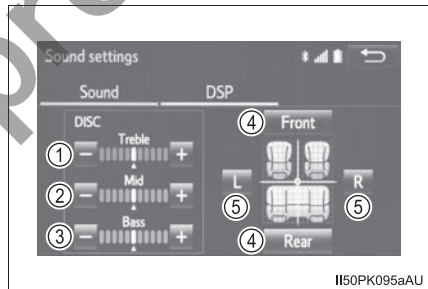 Sound settings
Sound DSP
DISC
Treble
1 − +
Mid
2 − +
Bass
3 − +
4 Front
L R
5 5
4 Rear
II50PK095aAU